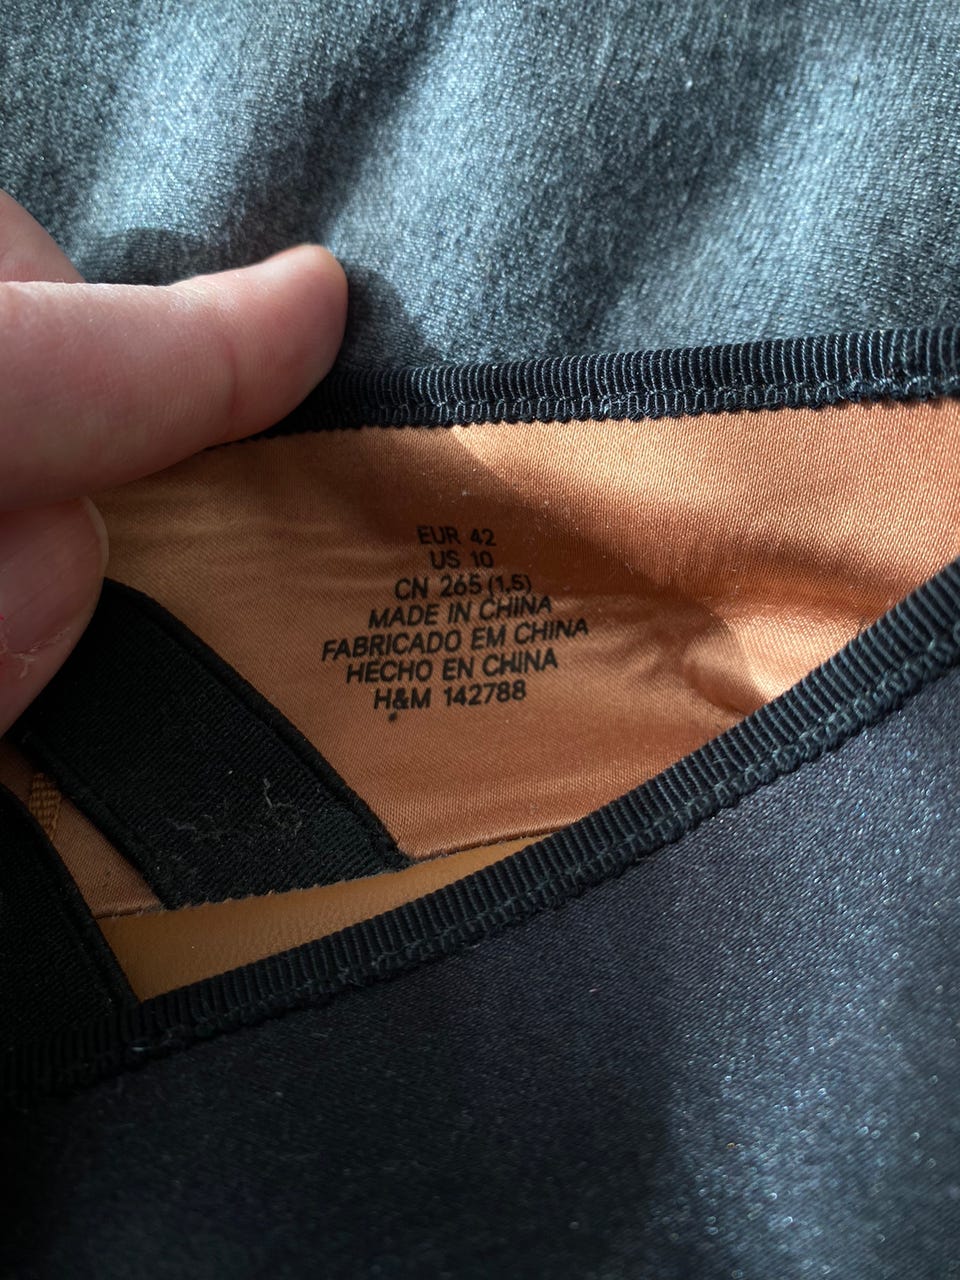 EUR 42
US 10
CN 265 (1,5)
MADE IN CHINA
FABRICADO EM CHINA
HECHO EN CHINA
H&M 142788